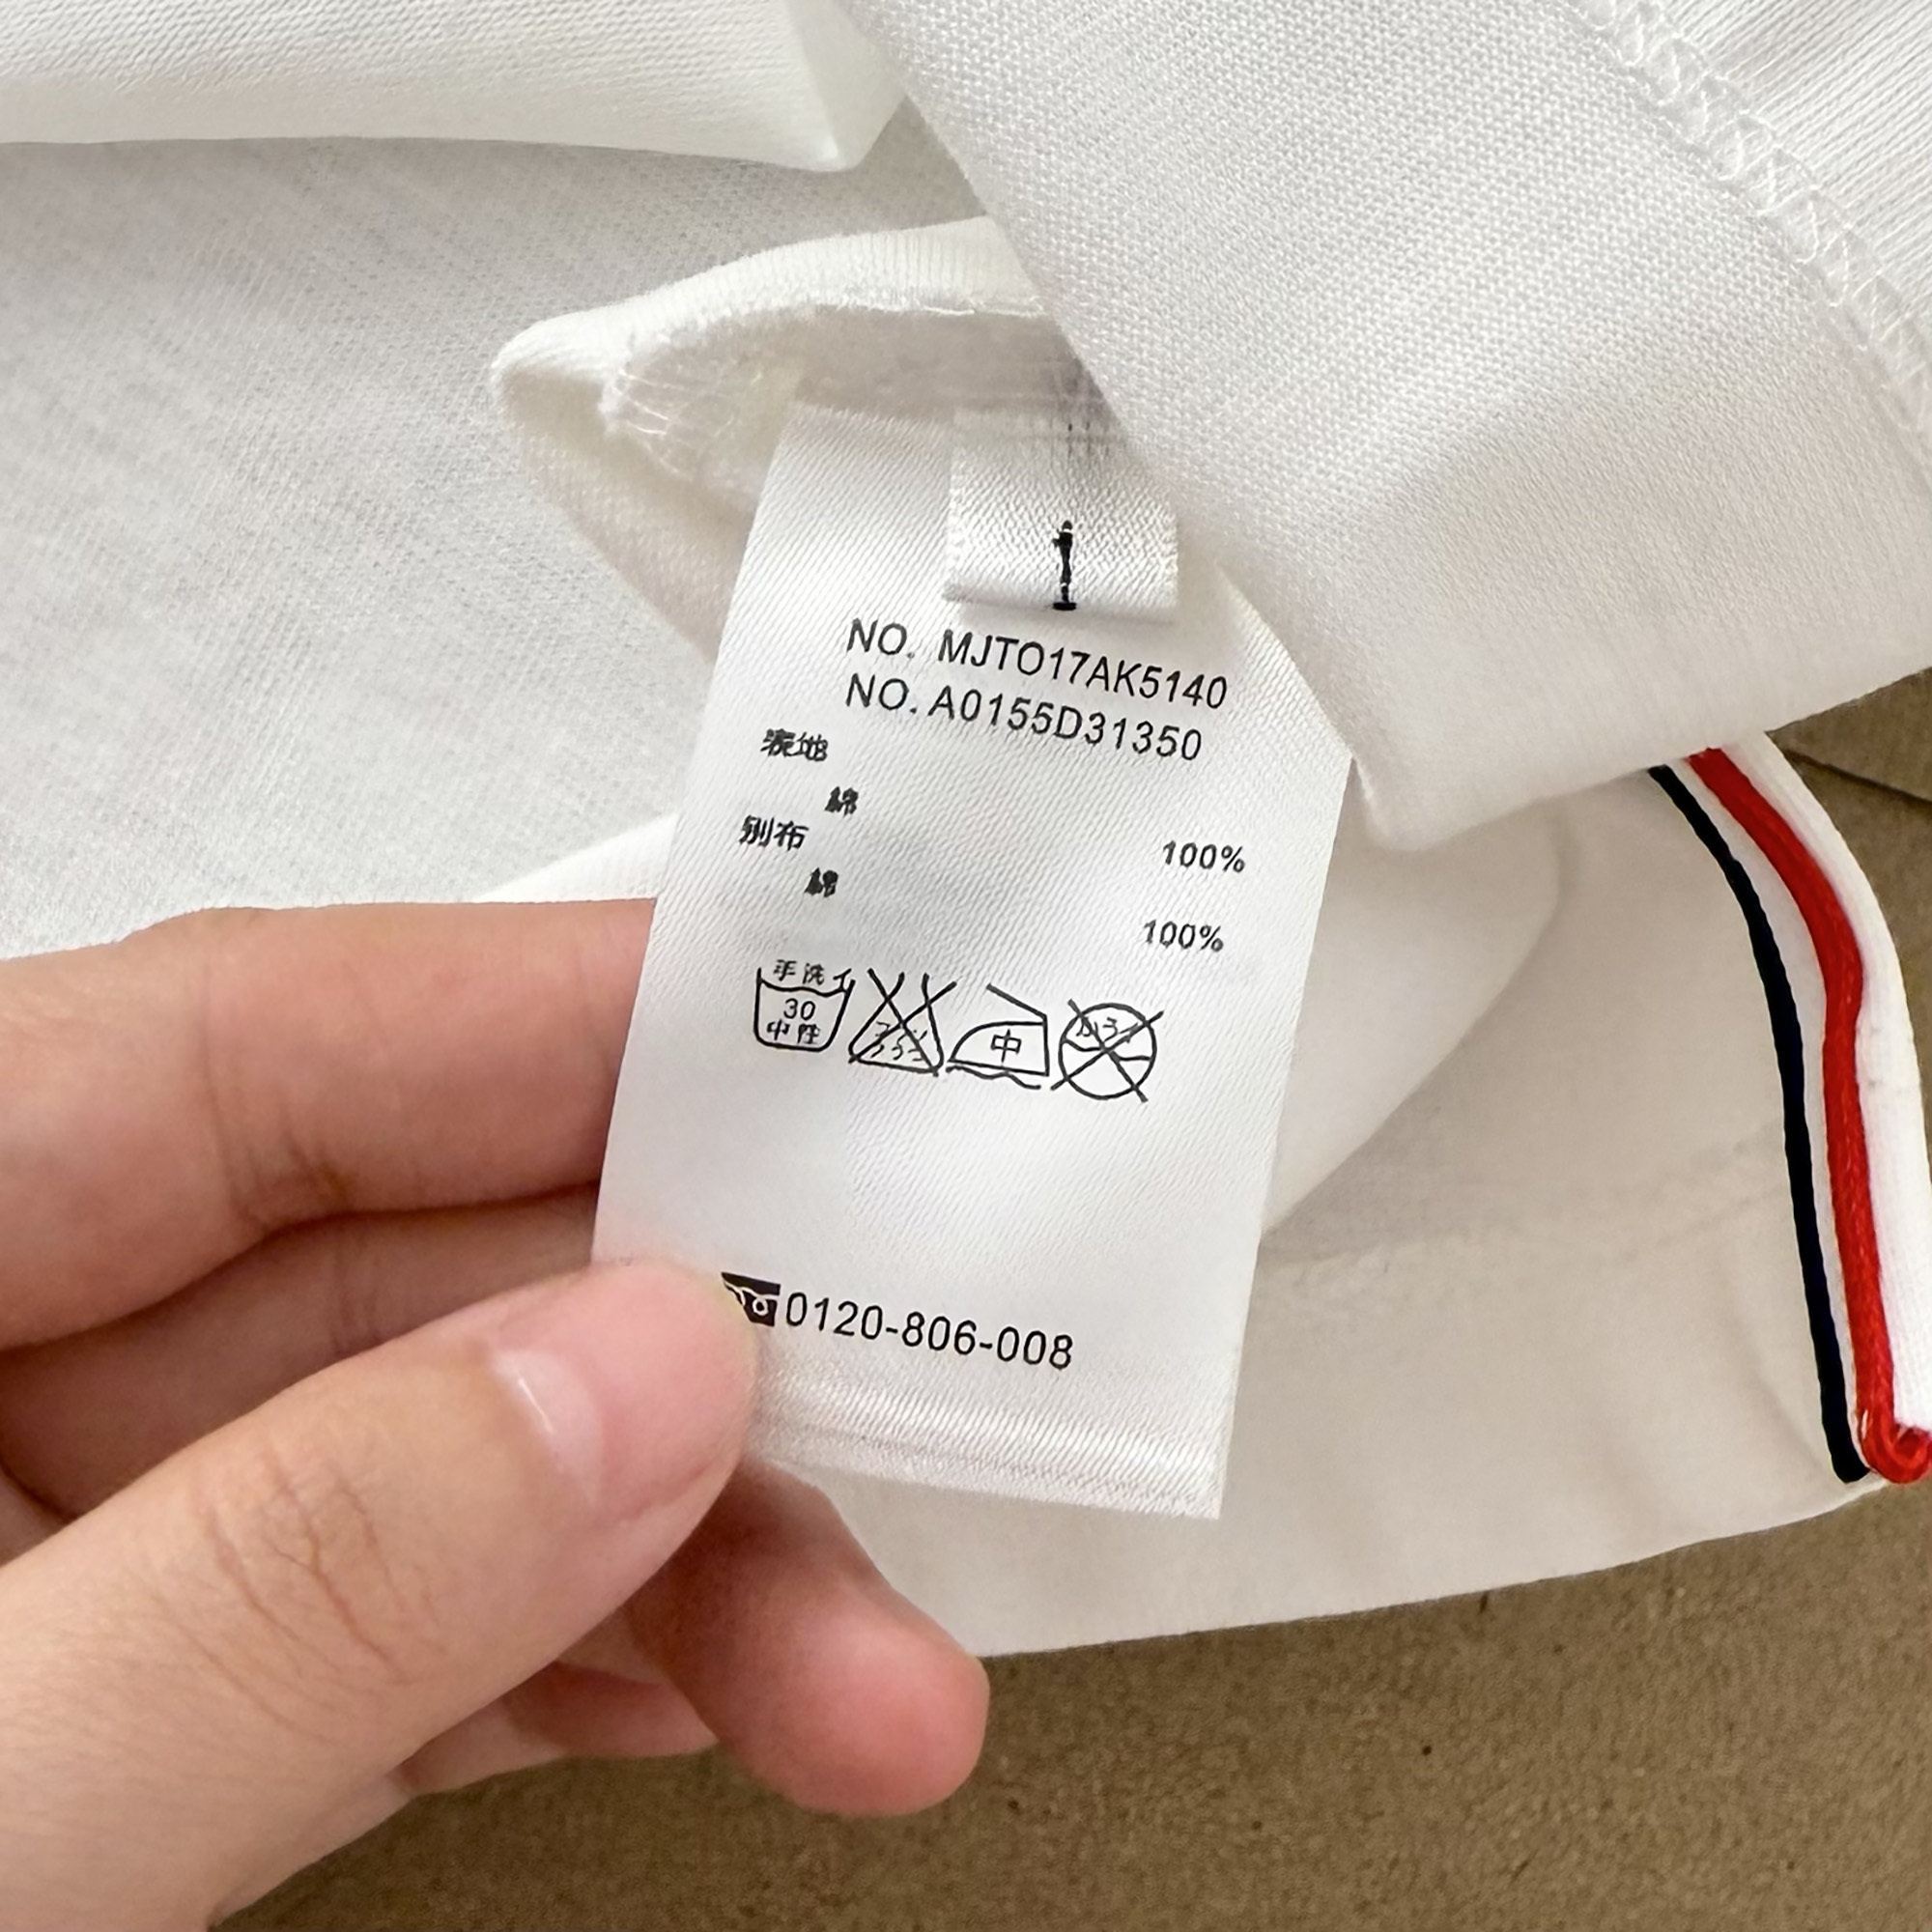 1
NO. MJTO17AK5140
NO. A0155D31350
表地
綿 100%
別布
綿 100%
手洗イ
30
中性
中
0120-806-008